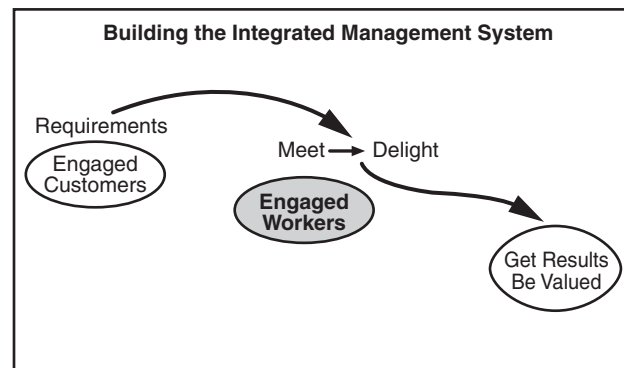 Building the Integrated Management System
Requirements
Engaged
Customers
Meet Delight
Engaged
Workers
Get Results
Be Valued